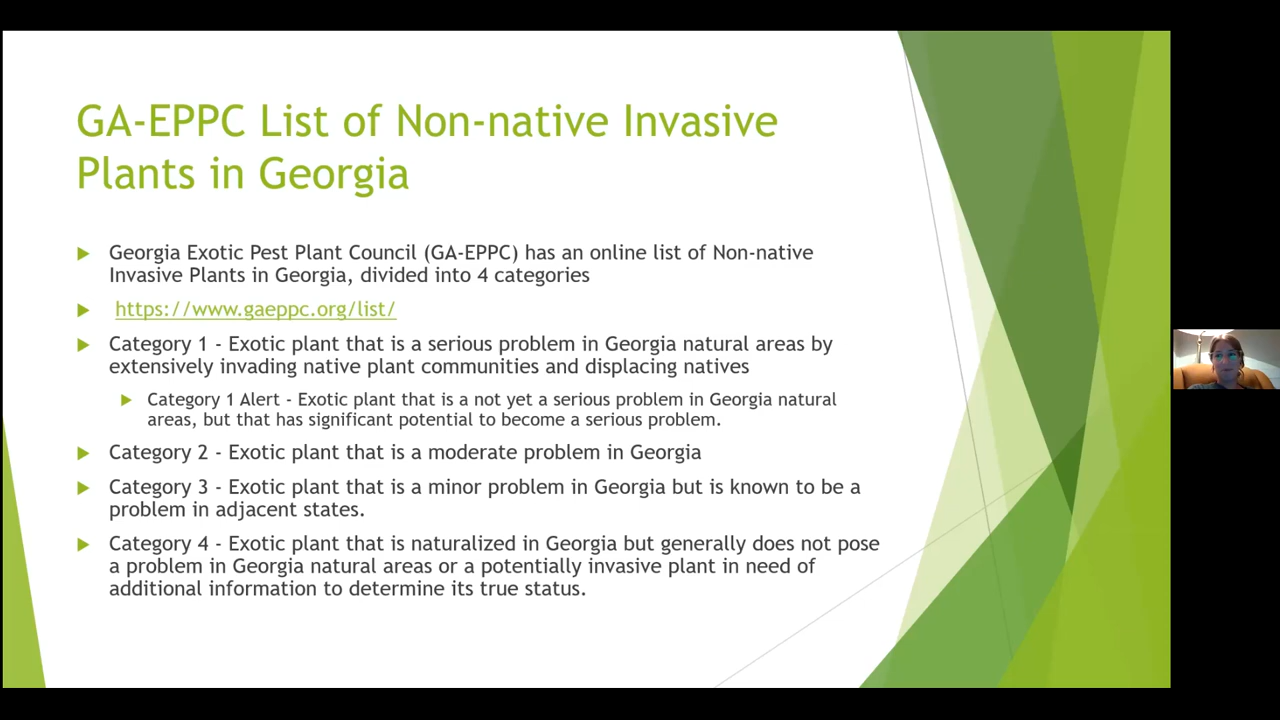 GA-EPPC List of Non-native Invasive
Plants in Georgia
Georgia Exotic Pest Plant Council (GA-EPPC) has an online list of Non-native
Invasive Plants in Georgia, divided into 4 categories
https://www.gaeppc.org/list/
Category 1 - Exotic plant that is a serious problem in Georgia natural areas by
extensively invading native plant communities and displacing natives
Category 1 Alert - Exotic plant that is a not yet a serious problem in Georgia natural
areas, but that has significant potential to become a serious problem.
Category 2 - Exotic plant that is a moderate problem in Georgia
Category 3 - Exotic plant that is a minor problem in Georgia but is known to be a
problem in adjacent states.
Category 4 - Exotic plant that is naturalized in Georgia but generally does not pose
a problem in Georgia natural areas or a potentially invasive plant in need of
additional information to determine its true status.